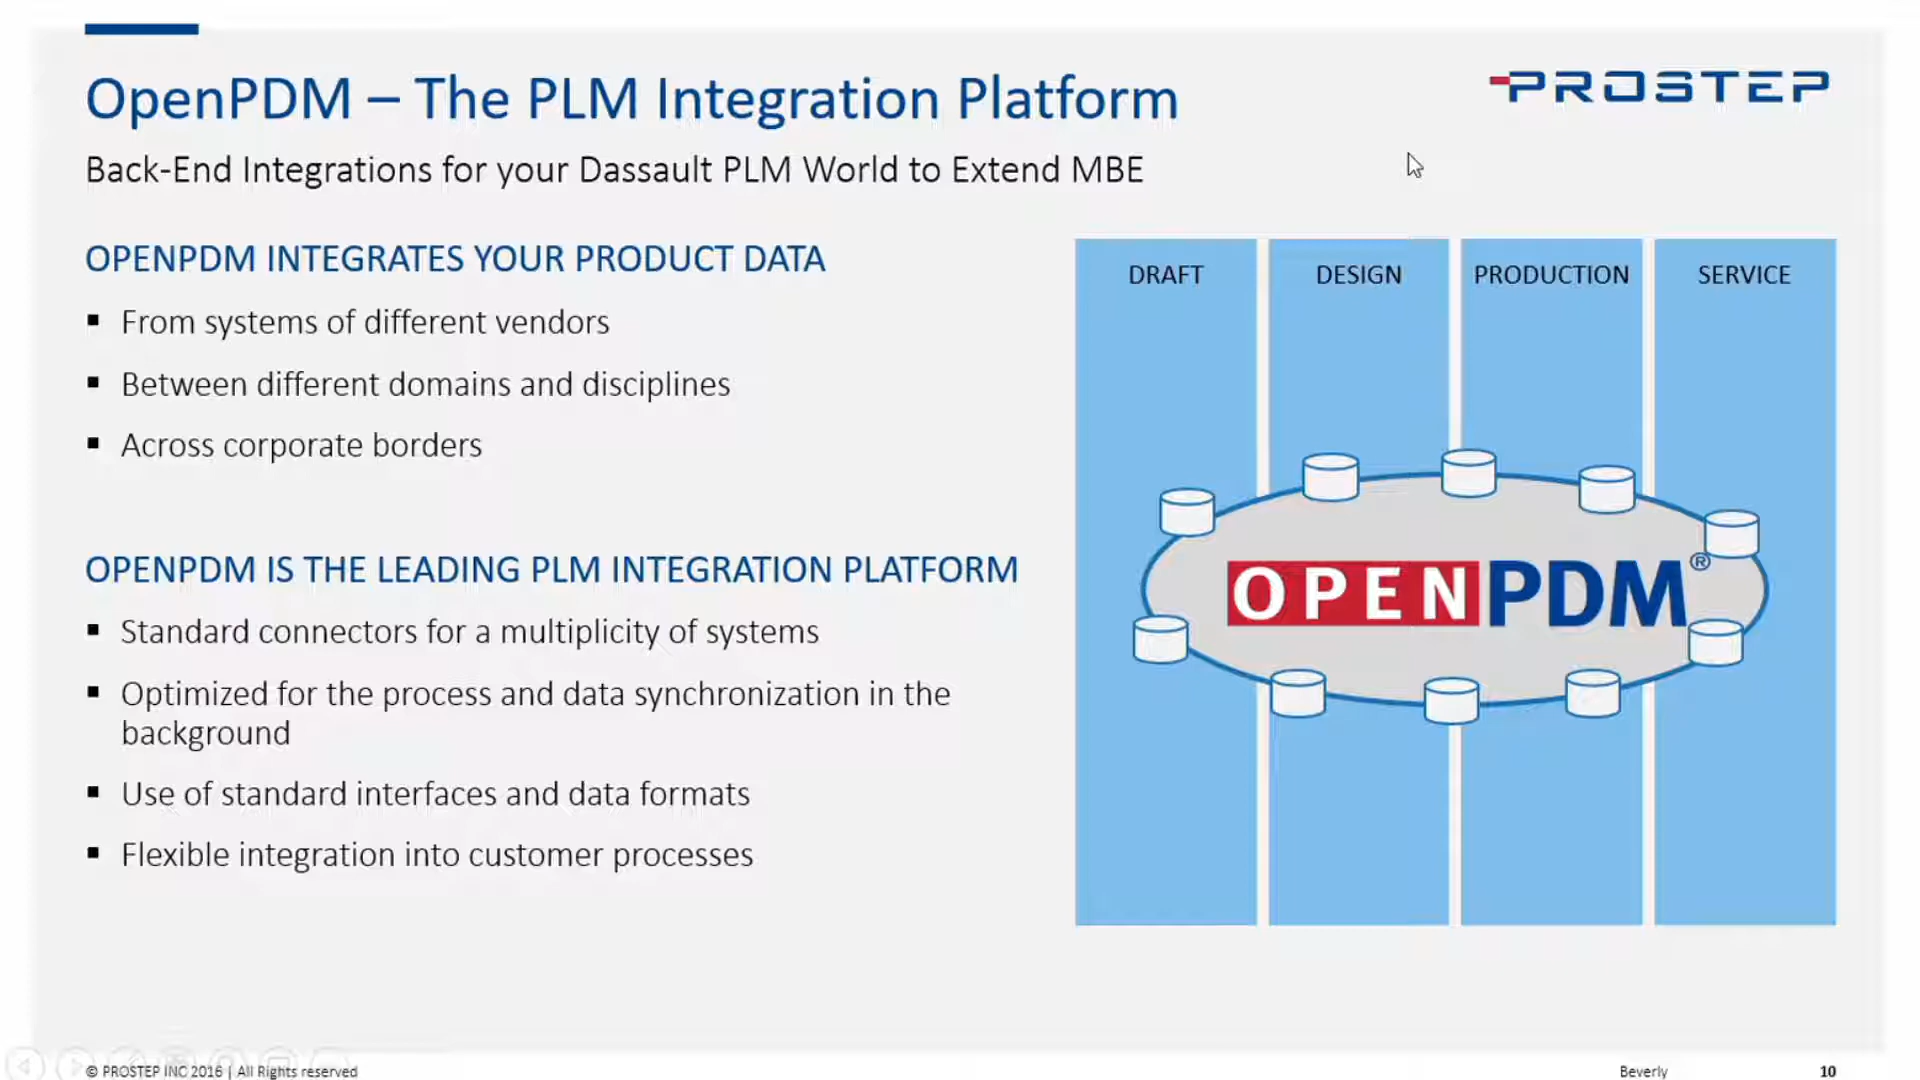 OpenPDM – The PLM Integration Platform
PROSTEP
Back-End Integrations for your Dassault PLM World to Extend MBE
OPENPDM INTEGRATES YOUR PRODUCT DATA
From systems of different vendors
Between different domains and disciplines
Across corporate borders
OPENPDM IS THE LEADING PLM INTEGRATION PLATFORM
Standard connectors for a multiplicity of systems
Optimized for the process and data synchronization in the
background
Use of standard interfaces and data formats
Flexible integration into customer processes
DRAFT
DESIGN
PRODUCTION
SERVICE
OPENPDM®
© PROSTEP INC 2016 | All Rights reserved
Beverly
10